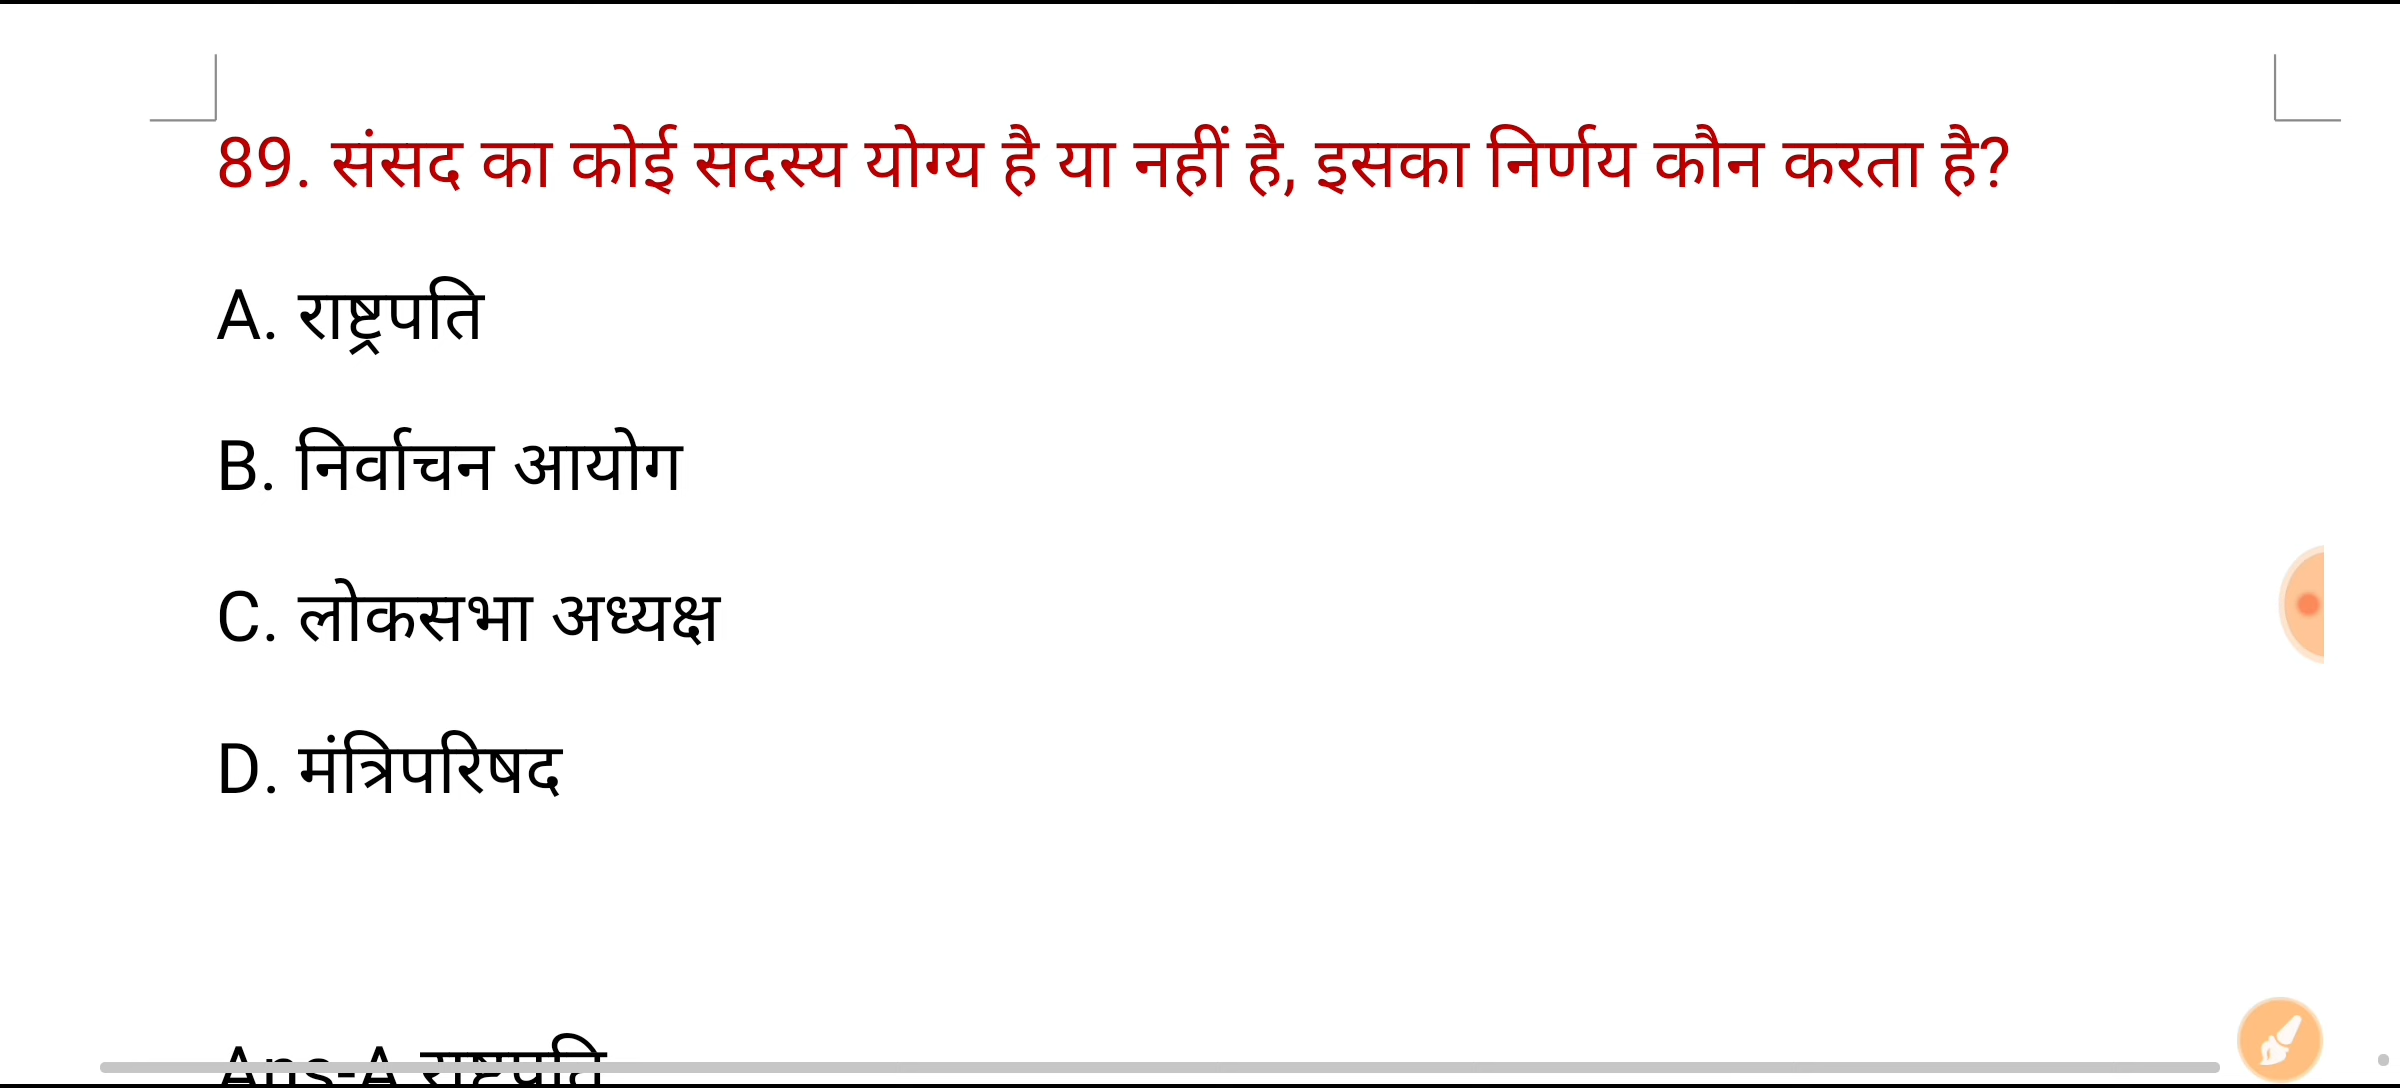 89. संसद का कोई सदस्य योग्य है या नहीं है, इसका निर्णय कौन करता है?
A. राष्ट्रपति
B. निर्वाचन आयोग
C. लोकसभा अध्यक्ष
D. मंत्रिपरिषद
Ans-A राष्ट्रपति